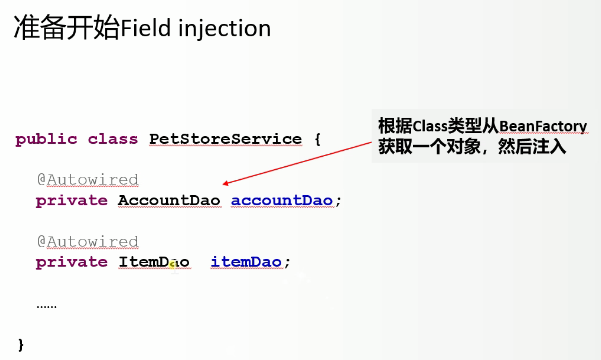 准备开始Field injection
public class PetStoreService {
根据Class类型从BeanFactory
获取一个对象，然后注入
@Autowired
private AccountDao accountDao;
@Autowired
private ItemDao itemDao;
……
}